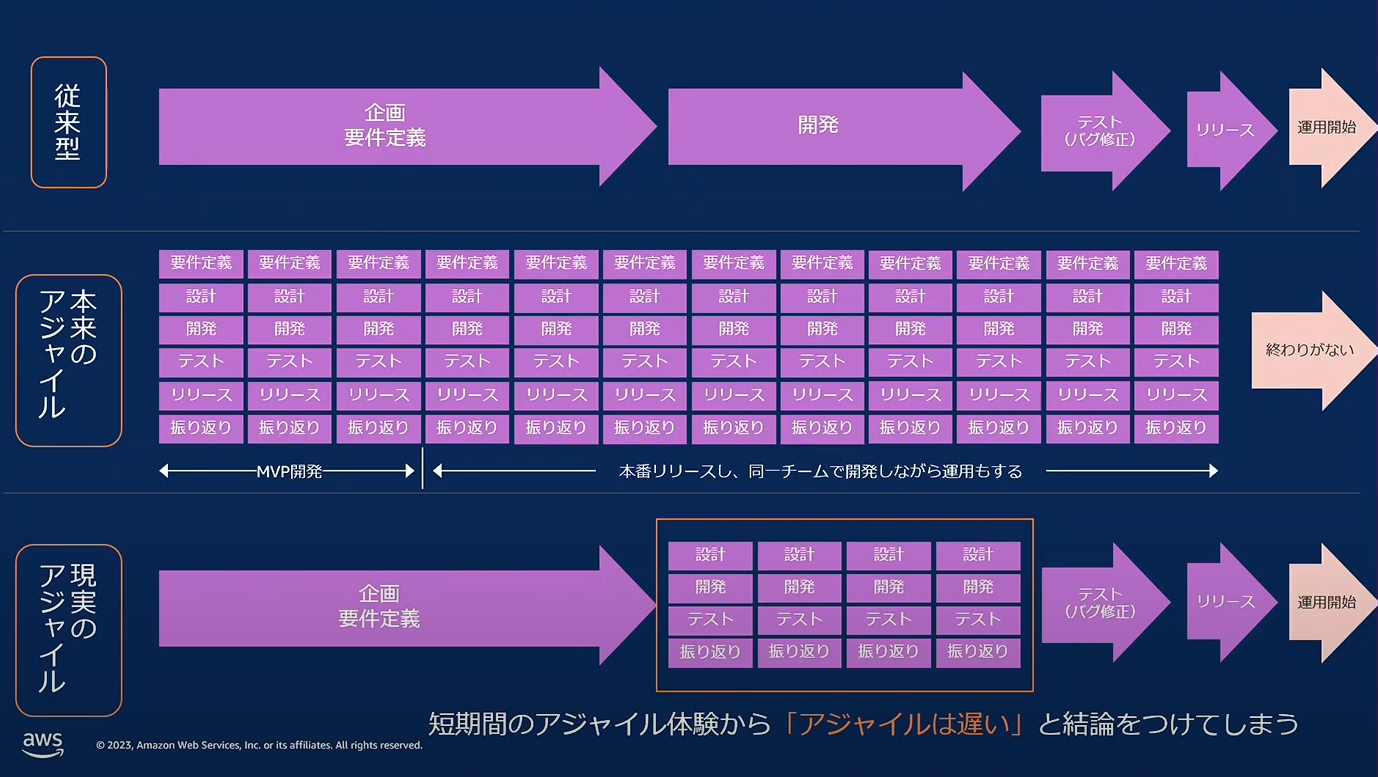 従来型
企画
要件定義
開発
テスト
（バグ修正）
リリース
運用開始
本来の
アジャイル
要件定義 要件定義 要件定義 要件定義 要件定義 要件定義 要件定義 要件定義 要件定義 要件定義 要件定義 要件定義
設計 設計 設計 設計 設計 設計 設計 設計 設計 設計 設計 設計
開発 開発 開発 開発 開発 開発 開発 開発 開発 開発 開発 開発
テスト テスト テスト テスト テスト テスト テスト テスト テスト テスト テスト テスト
リリース リリース リリース リリース リリース リリース リリース リリース リリース リリース リリース リリース
振り返り 振り返り 振り返り 振り返り 振り返り 振り返り 振り返り 振り返り 振り返り 振り返り 振り返り 振り返り
終わりがない
MVP開発
本番リリースし、同一チームで開発しながら運用もする
現実の
アジャイル
企画
要件定義
設計 設計 設計 設計
開発 開発 開発 開発
テスト テスト テスト テスト
振り返り 振り返り 振り返り 振り返り
テスト
（バグ修正）
リリース
運用開始
短期間のアジャイル体験から「アジャイルは遅い」と結論をつけてしまう
aws
© 2023, Amazon Web Services, Inc. or its affiliates. All rights reserved.